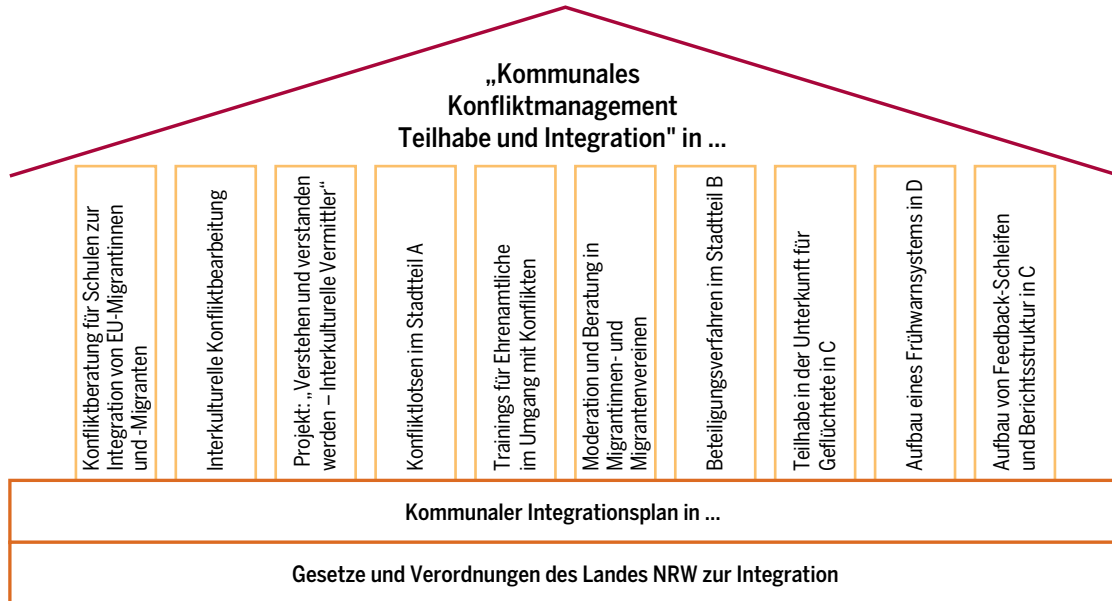 „Kommunales
Konfliktmanagement
Teilhabe und Integration" in ...
Konfliktberatung für Schulen zur
Integration von EU-Migrantinnen
und -Migranten
Interkulturelle Konfliktbearbeitung
Projekt: „Verstehen und verstanden
werden – Interkulturelle Vermittler“
Konfliktlotsen im Stadtteil A
Trainings für Ehrenamtliche
im Umgang mit Konflikten
Moderation und Beratung in
Migrantinnen- und
Migrantenvereinen
Beteiligungsverfahren im Stadtteil B
Teilhabe in der Unterkunft für
Geflüchtete in C
Aufbau eines Frühwarnsystems in D
Aufbau von Feedback-Schleifen
und Berichtsstruktur in C
Kommunaler Integrationsplan in ...
Gesetze und Verordnungen des Landes NRW zur Integration